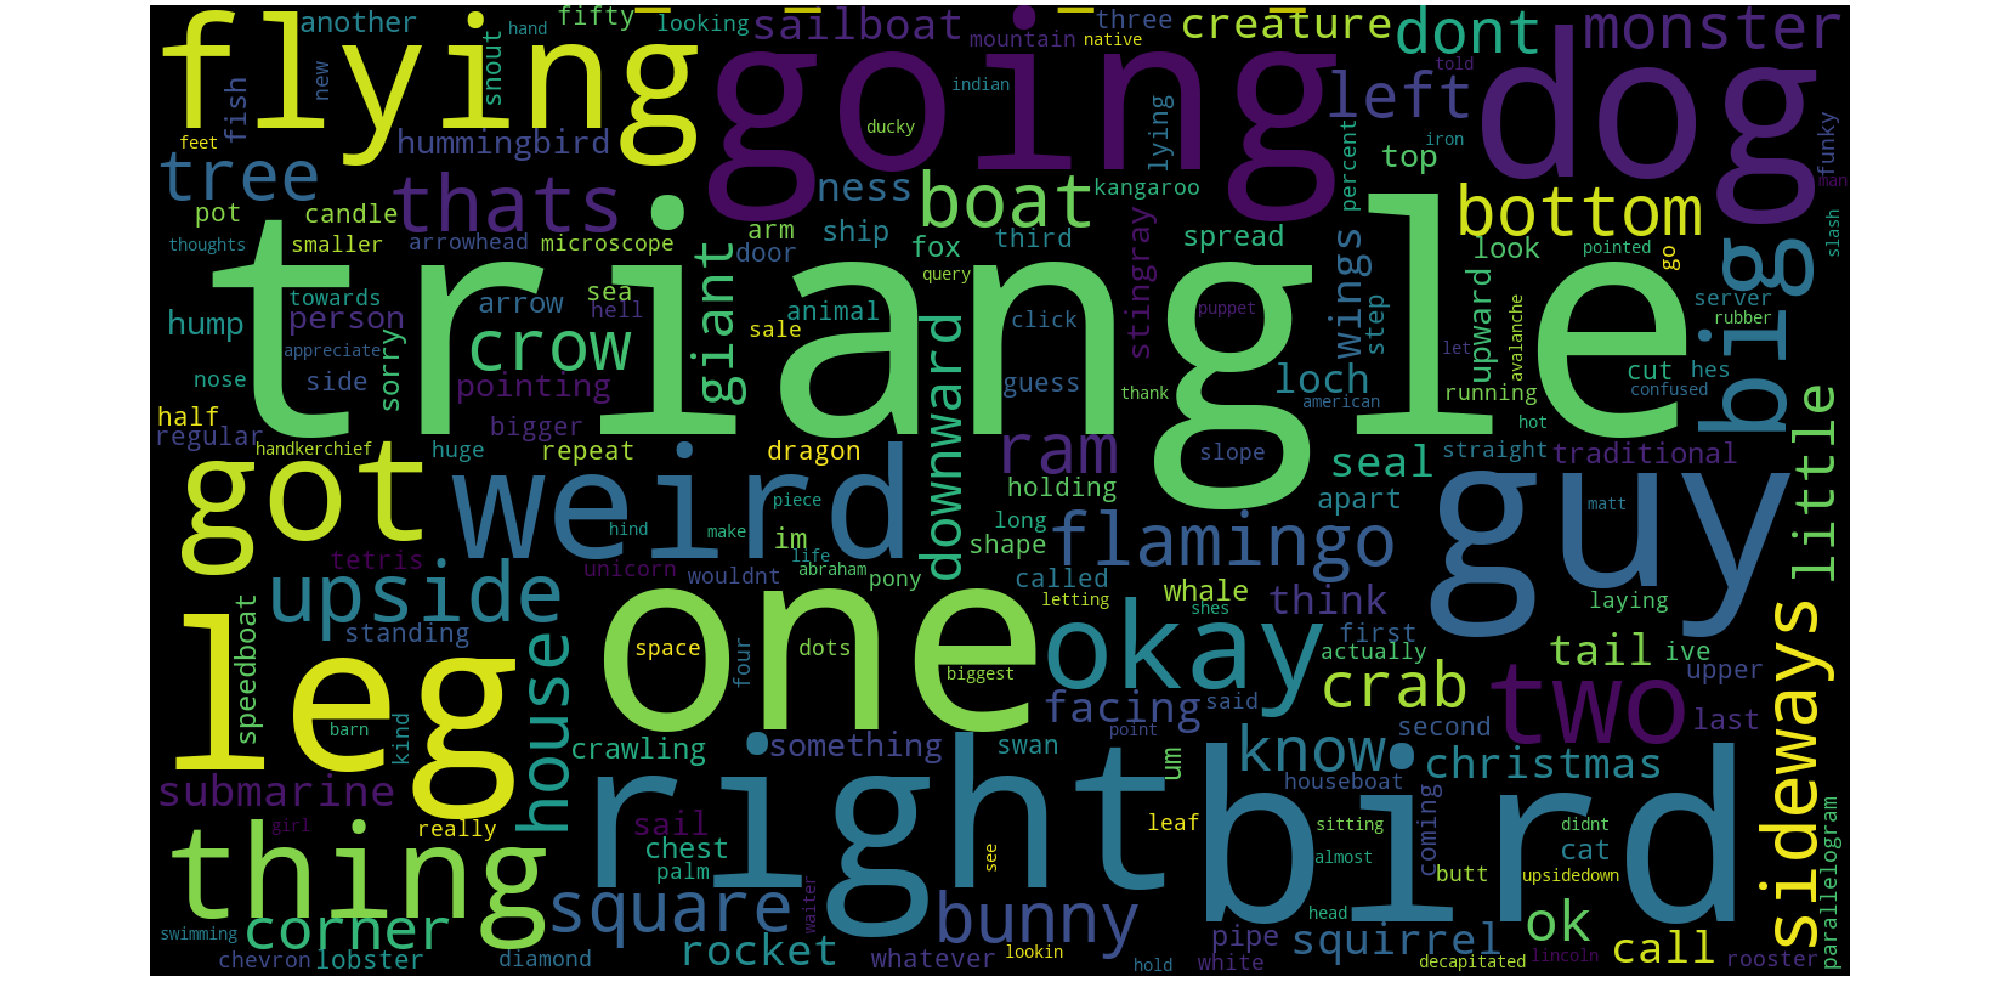 flying
going
dog
another
hand
fifty
looking
sailboat
mountain
three
native
creature
dont
monster
told
fish
new
snout
indian
left
feet
hummingbird
ducky
lying
percent
iron
funky
tree
thats
ness
boat
kangaroo
top
bottom
man
pot
candle
arm
ship
third
stingray
spread
wings
look
pointed
go
slash
thoughts
smaller
arrowhead
microscope
door
fox
query
triangle
giant
big
towards
arrow
sea
animal
puppet
upward
server
rubber
hump
person
hell
sale
click
step
avalanche
appreciate
crow
downward
let
nose
side
sorry
pointing
guess
thank
loch
american
running
cut
hes
confused
half
regular
bigger
hot
little
handkerchief
huge
repeat
dragon
ram
slope
seal
straight
traditional
got
weird
holding
apart
guy
piece
matt
hind
make
im
long
shape
flamingo
tetris
unicorn
wouldnt
life
abraham
pony
called
letting
whale
shes
think
laying
upside
one
okay
speedboat
standing
house
space
four
dots
biggest
first
actually
tail
ive
upper
sideways
leg
crab
two
facing
said
second
last
barn
kind
crawling
something
swan
point
um
know
christmas
submarine
right
bird
houseboat
girl
really
sail
leaf
sitting
coming
didnt
parallelogram
thing
chest
palm
see
almost
cat
butt
upsidedown
corner
square
waiter
bunny
head
ok
swimming
rocket
pipe
squirrel
call
chevron
lobster
diamond
whatever
lookin
hold
white
decapitated
lincoln
rooster